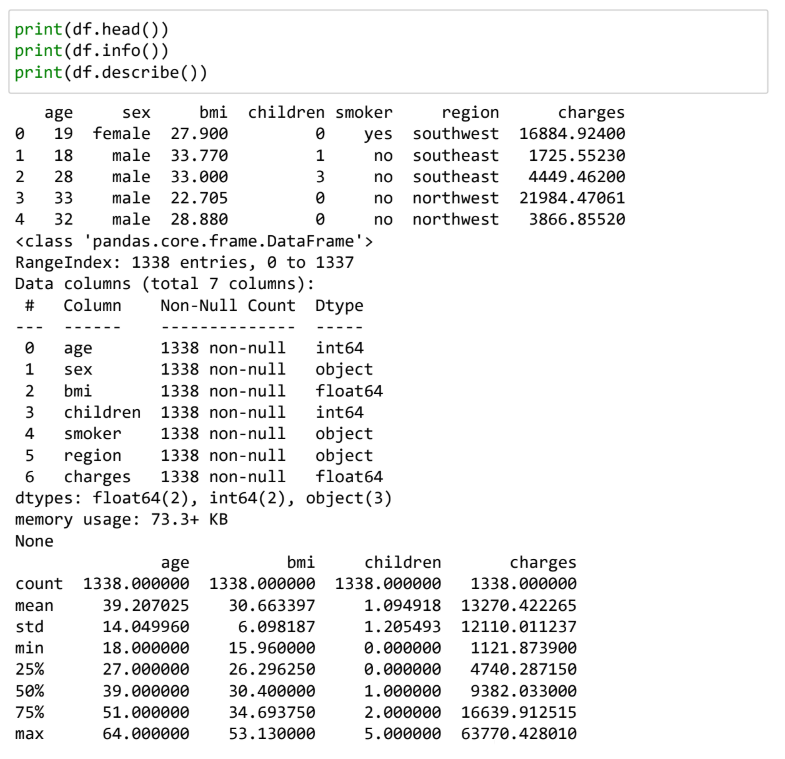 print(df.head())
print(df.info())
print(df.describe())
   age     sex     bmi  children smoker     region      charges
0   19  female  27.900         0    yes  southwest  16884.92400
1   18    male  33.770         1     no  southeast   1725.55230
2   28    male  33.000         3     no  southeast   4449.46200
3   33    male  22.705         0     no  northwest  21984.47061
4   32    male  28.880         0     no  northwest   3866.85520
<class 'pandas.core.frame.DataFrame'>
RangeIndex: 1338 entries, 0 to 1337
Data columns (total 7 columns):
 #   Column    Non-Null Count  Dtype
---  ------    --------------  -----
 0   age       1338 non-null   int64
 1   sex       1338 non-null   object
 2   bmi       1338 non-null   float64
 3   children  1338 non-null   int64
 4   smoker    1338 non-null   object
 5   region    1338 non-null   object
 6   charges   1338 non-null   float64
dtypes: float64(2), int64(2), object(3)
memory usage: 73.3+ KB
None
               age          bmi     children       charges
count  1338.000000  1338.000000  1338.000000   1338.000000
mean     39.207025    30.663397     1.094918  13270.422265
std      14.049960     6.098187     1.205493  12110.011237
min      18.000000    15.960000     0.000000   1121.873900
25%      27.000000    26.296250     0.000000   4740.287150
50%      39.000000    30.400000     1.000000   9382.033000
75%      51.000000    34.693750     2.000000  16639.912515
max      64.000000    53.130000     5.000000  63770.428010